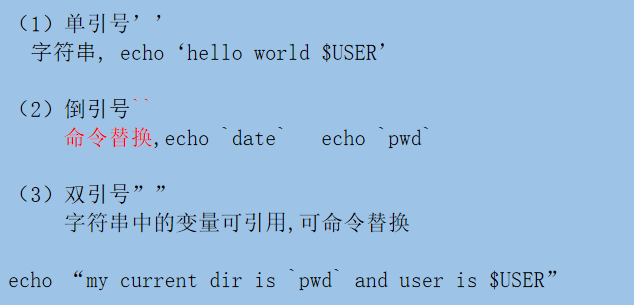 （1）单引号’’
字符串, echo ‘hello world $USER’
（2）倒引号``
命令替换,echo `date`   echo `pwd`
（3）双引号””
字符串中的变量可引用,可命令替换
echo “my current dir is `pwd` and user is $USER”